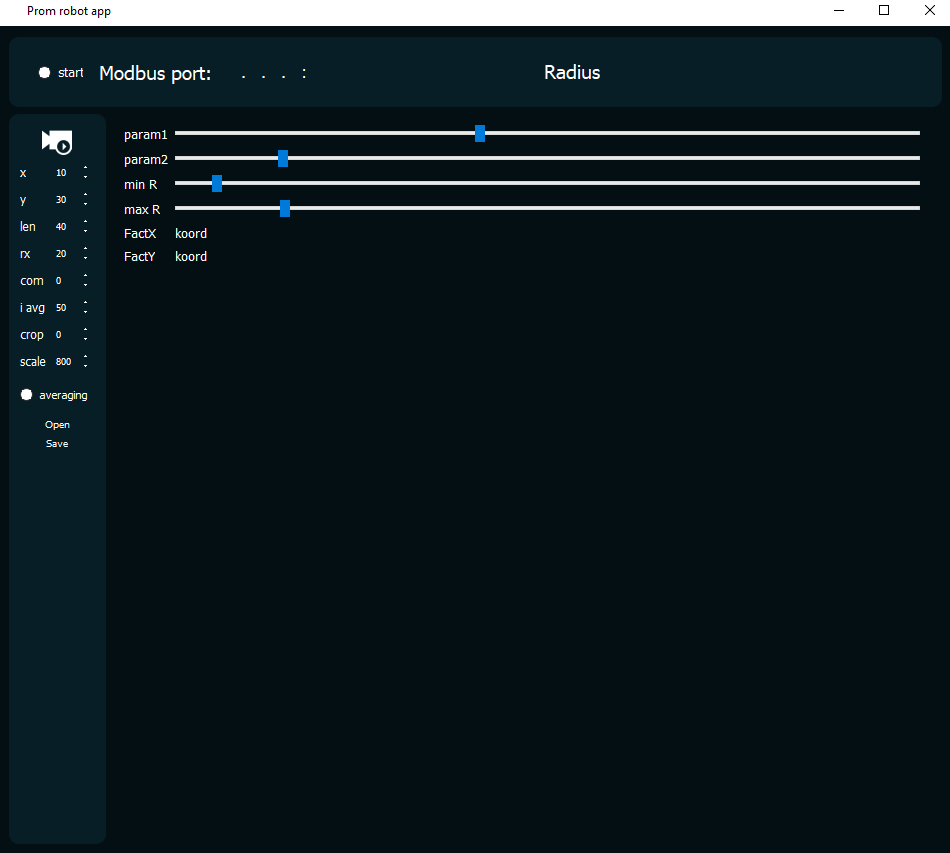 Prom robot app
start Modbus port: . . . : Radius
x 10
y 30
len 40
rx 20
com 0
i avg 50
crop 0
scale 800
averaging
Open
Save
param1
param2
min R
max R
FactX koord
FactY koord